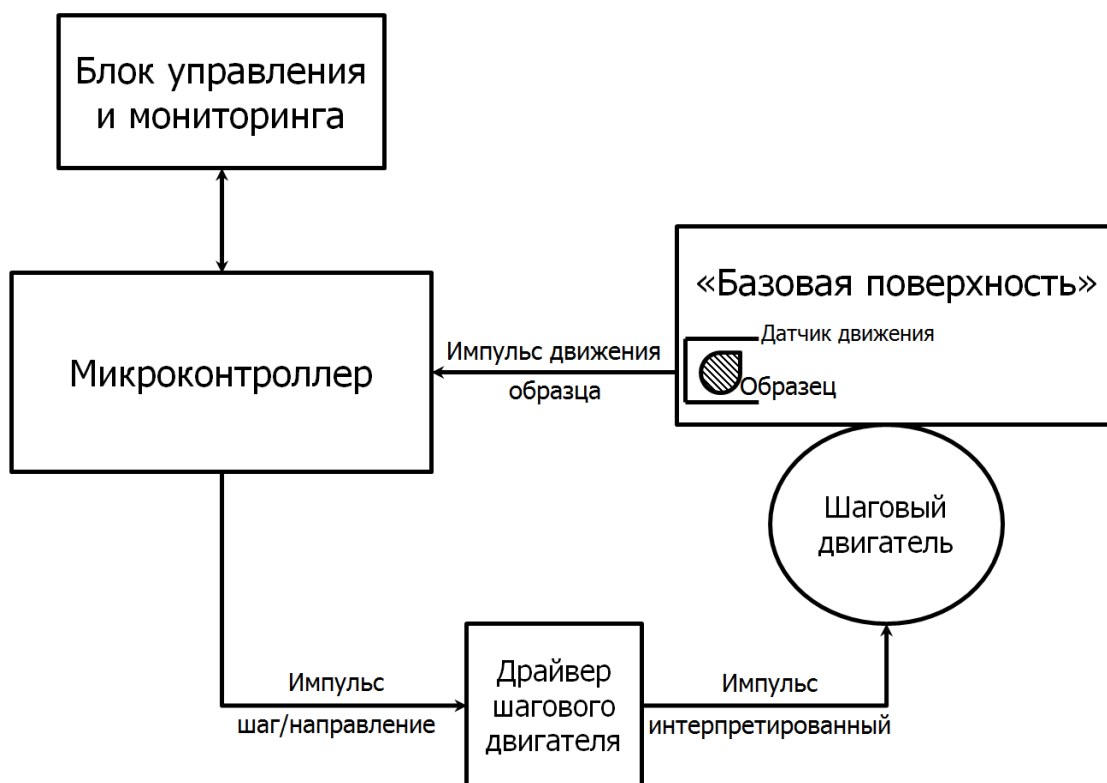 Блок управления
и мониторинга
«Базовая поверхность»
Датчик движения
Образец
Импульс движения
образца
Микроконтроллер
Шаговый
двигатель
Импульс
шаг/направление
Драйвер
шагового
двигателя
Импульс
интерпретированный